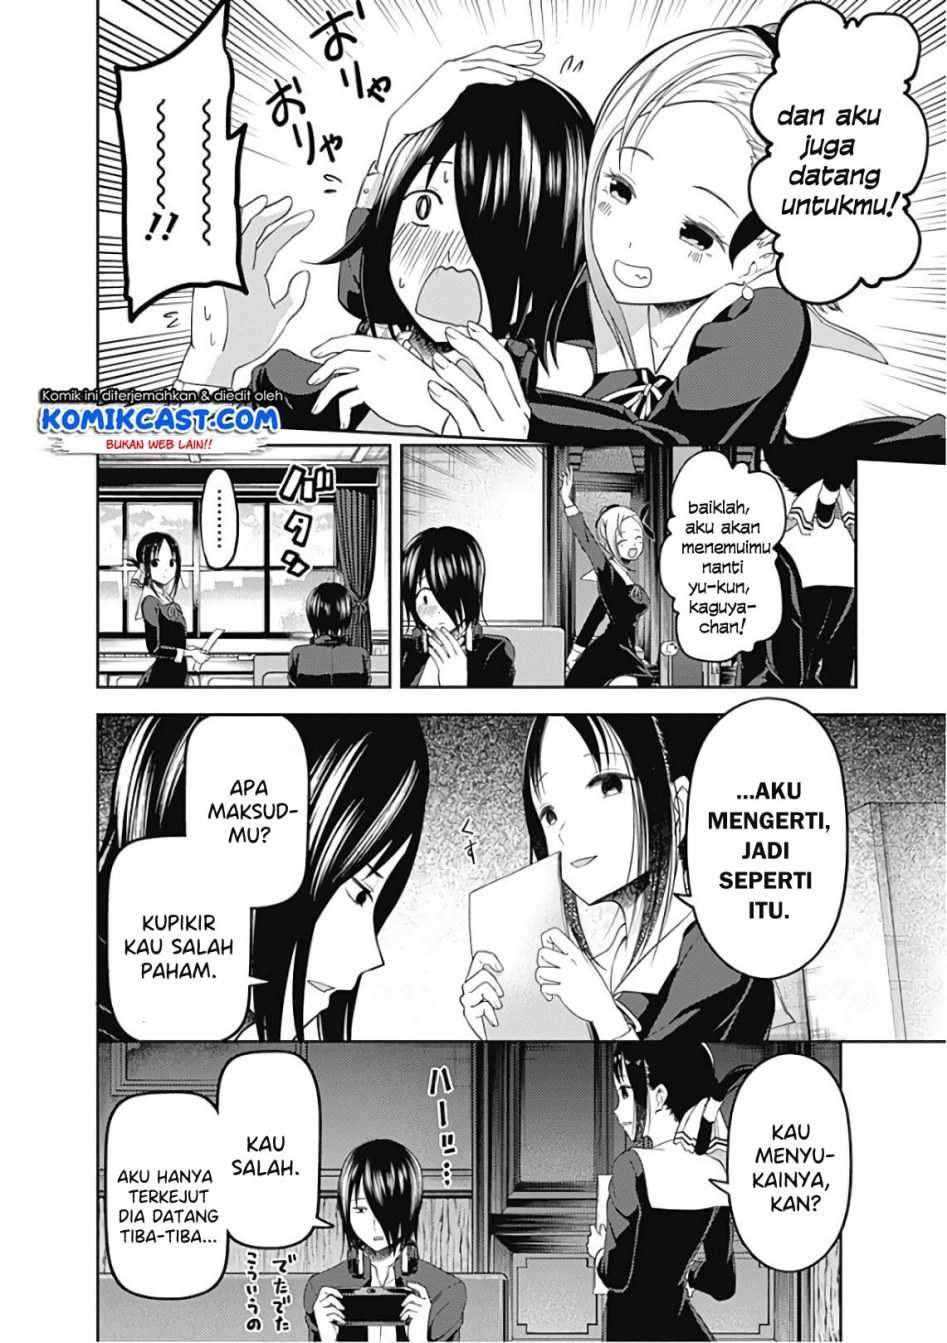 dan aku
juga
datang
untukmu!
おりゃ
おりゃ
!!
Komik ini diterjemahkan & diedit oleh
KOMIKCAST.COM
BUKAN WEB LAIN!!
baiklah,
aku akan
menemuimu
nanti
yu-kun,
kaguya-
chan!
バタタ
………
...AKU
MENGERTI,
JADI
SEPERTI
ITU.
くすっ
APA
MAKSUD-
MU?
KUPIKIR
KAU SALAH
PAHAM.
KAU
MENYU-
KAINYA,
KAN?
ハーー…
KAU
SALAH.
AKU HANYA
TERKEJUT
DIA DATANG
TIBA-TIBA...
でたでた
こういうの